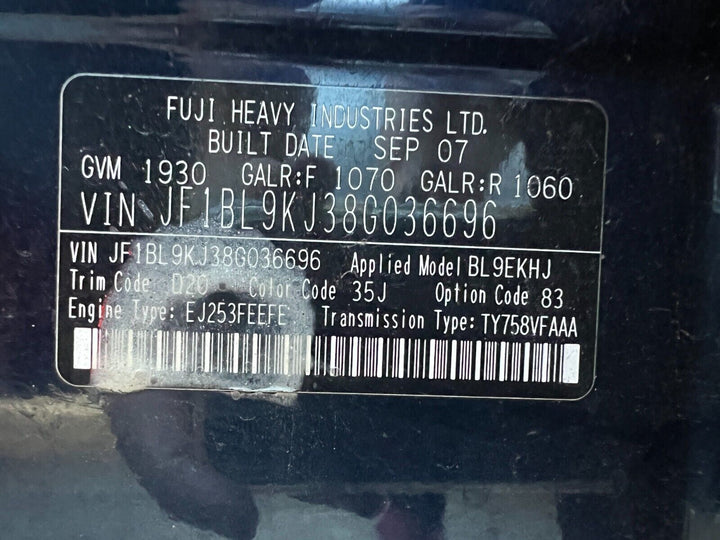 FUJI HEAVY INDUSTRIES LTD.
BUILT DATE SEP 07
GVM 1930 GALR:F 1070 GALR:R 1060
VIN JF1BL9KJ38G036696
VIN JF1BL9KJ38G036696 Applied Model BL9EKHJ
Trim Code D20 Color Code 35J Option Code 83
Engine Type: EJ253FEEFE Transmission Type: TY758VFAAA